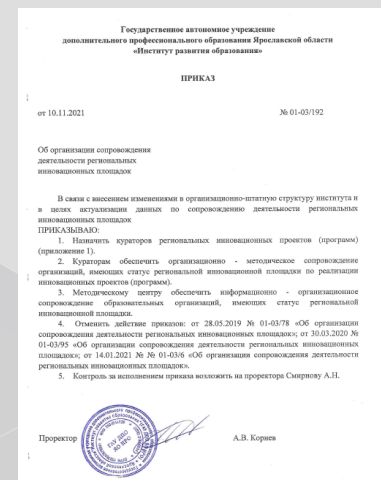 Государственное автономное учреждение
дополнительного профессионального образования Ярославской области
«Институт развития образования»
ПРИКАЗ
от 10.11.2021 № 01-03/192
Об организации сопровождения
деятельности региональных
инновационных площадок
В связи с внесением изменениями в организационно-штатную структуру института и
в целях актуализации данных по сопровождению деятельности региональных
инновационных площадок
ПРИКАЗЫВАЮ:
1. Назначить кураторов региональных инновационных проектов (программ)
(приложение 1).
2. Кураторам обеспечить организационно - методическое сопровождение
организаций, имеющих статус региональной инновационной площадки по реализации
инновационных проектов (программ).
3. Методическому центру обеспечить информационно - организационное
сопровождение образовательных организаций, имеющих статус региональной
инновационной площадки.
4. Отменить действие приказов: от 28.05.2019 № 01-03/78 «Об организации
сопровождения деятельности региональных инновационных площадок»; от 30.03.2020 №
01-03/95 «Об организации сопровождения деятельности региональных инновационных
площадок»; от 14.01.2021 № № 01-03/6 «Об организации сопровождения деятельности
региональных инновационных площадок».
5. Контроль за исполнением приказа возложить на проректора Смирнову А.Н.
Проректор А.В. Корнев
ГАУ ДПО
ЯО ИРО